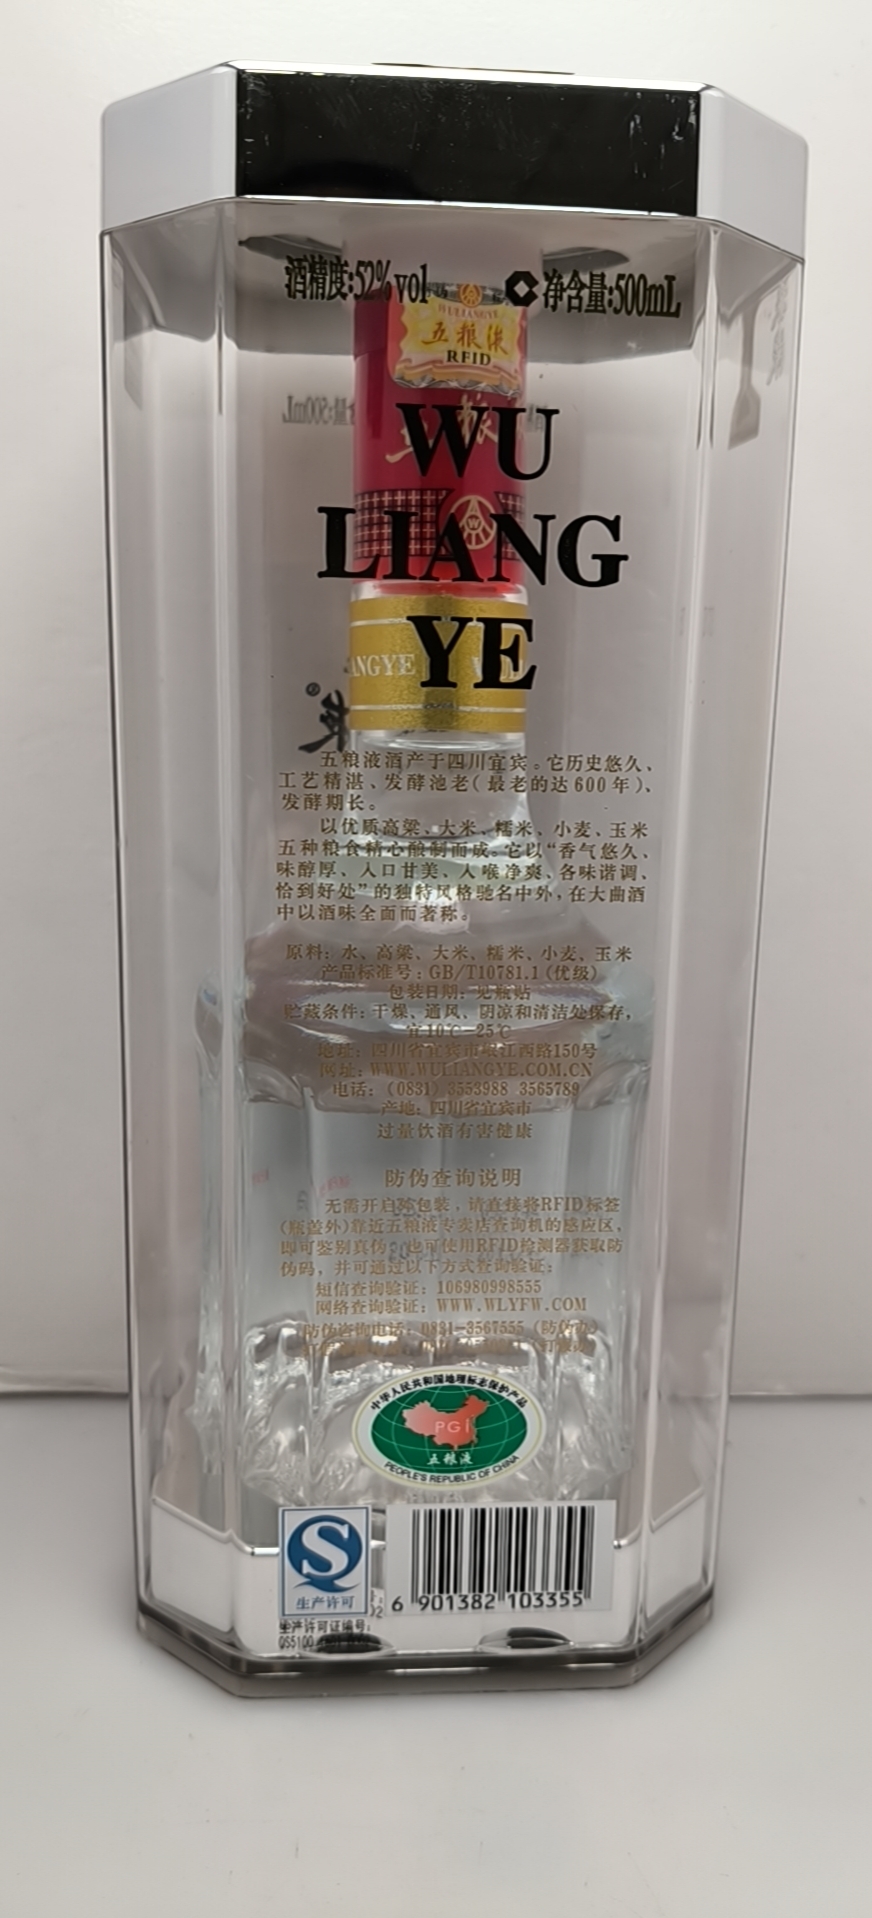 酒精度:52%vol
净含量:500mL
WULIANGYE
五粮液
RFID
WU
LIANG
YE
ANGYE
五粮液酒产于四川宜宾。它历史悠久、
工艺精湛、发酵池老(最老的达600年)、
发酵期长。
以优质高粱、大米、糯米、小麦、玉米
五种粮食精心酿制而成。它以“香气悠久、
味醇厚、入口甘美、入喉净爽、各味谐调、
恰到好处”的独特风格驰名中外,在大曲酒
中以酒味全面而著称。
原料:水、高粱、大米、糯米、小麦、玉米
产品标准号:GB/T10781.1(优级)
包装日期:见瓶贴
贮藏条件:干燥、通风、阴凉和清洁处保存,
宜10℃-25℃
地址:四川省宜宾市岷江西路150号
网址:WWW.WULIANGYE.COM.CN
电话:(0831)3553988 3565789
产地:四川省宜宾市
过量饮酒有害健康
防伪查询说明
无需开启外包装,请直接将RFID标签
(瓶盖外)靠近五粮液专卖店查询机的感应区,
即可鉴别真伪。也可使用RFID检测器获取防
伪码,并可通过以下方式查询验证:
短信查询验证:106980998555
网络查询验证:WWW.WLYFW.COM
防伪咨询电话:0831-3567555(防伪办)
中华人民共和国地理标志保护产品
PGI
五粮液
PEOPLE'S REPUBLIC OF CHINA
生产许可
6 901382 103355
生产许可证编号:
QS5100